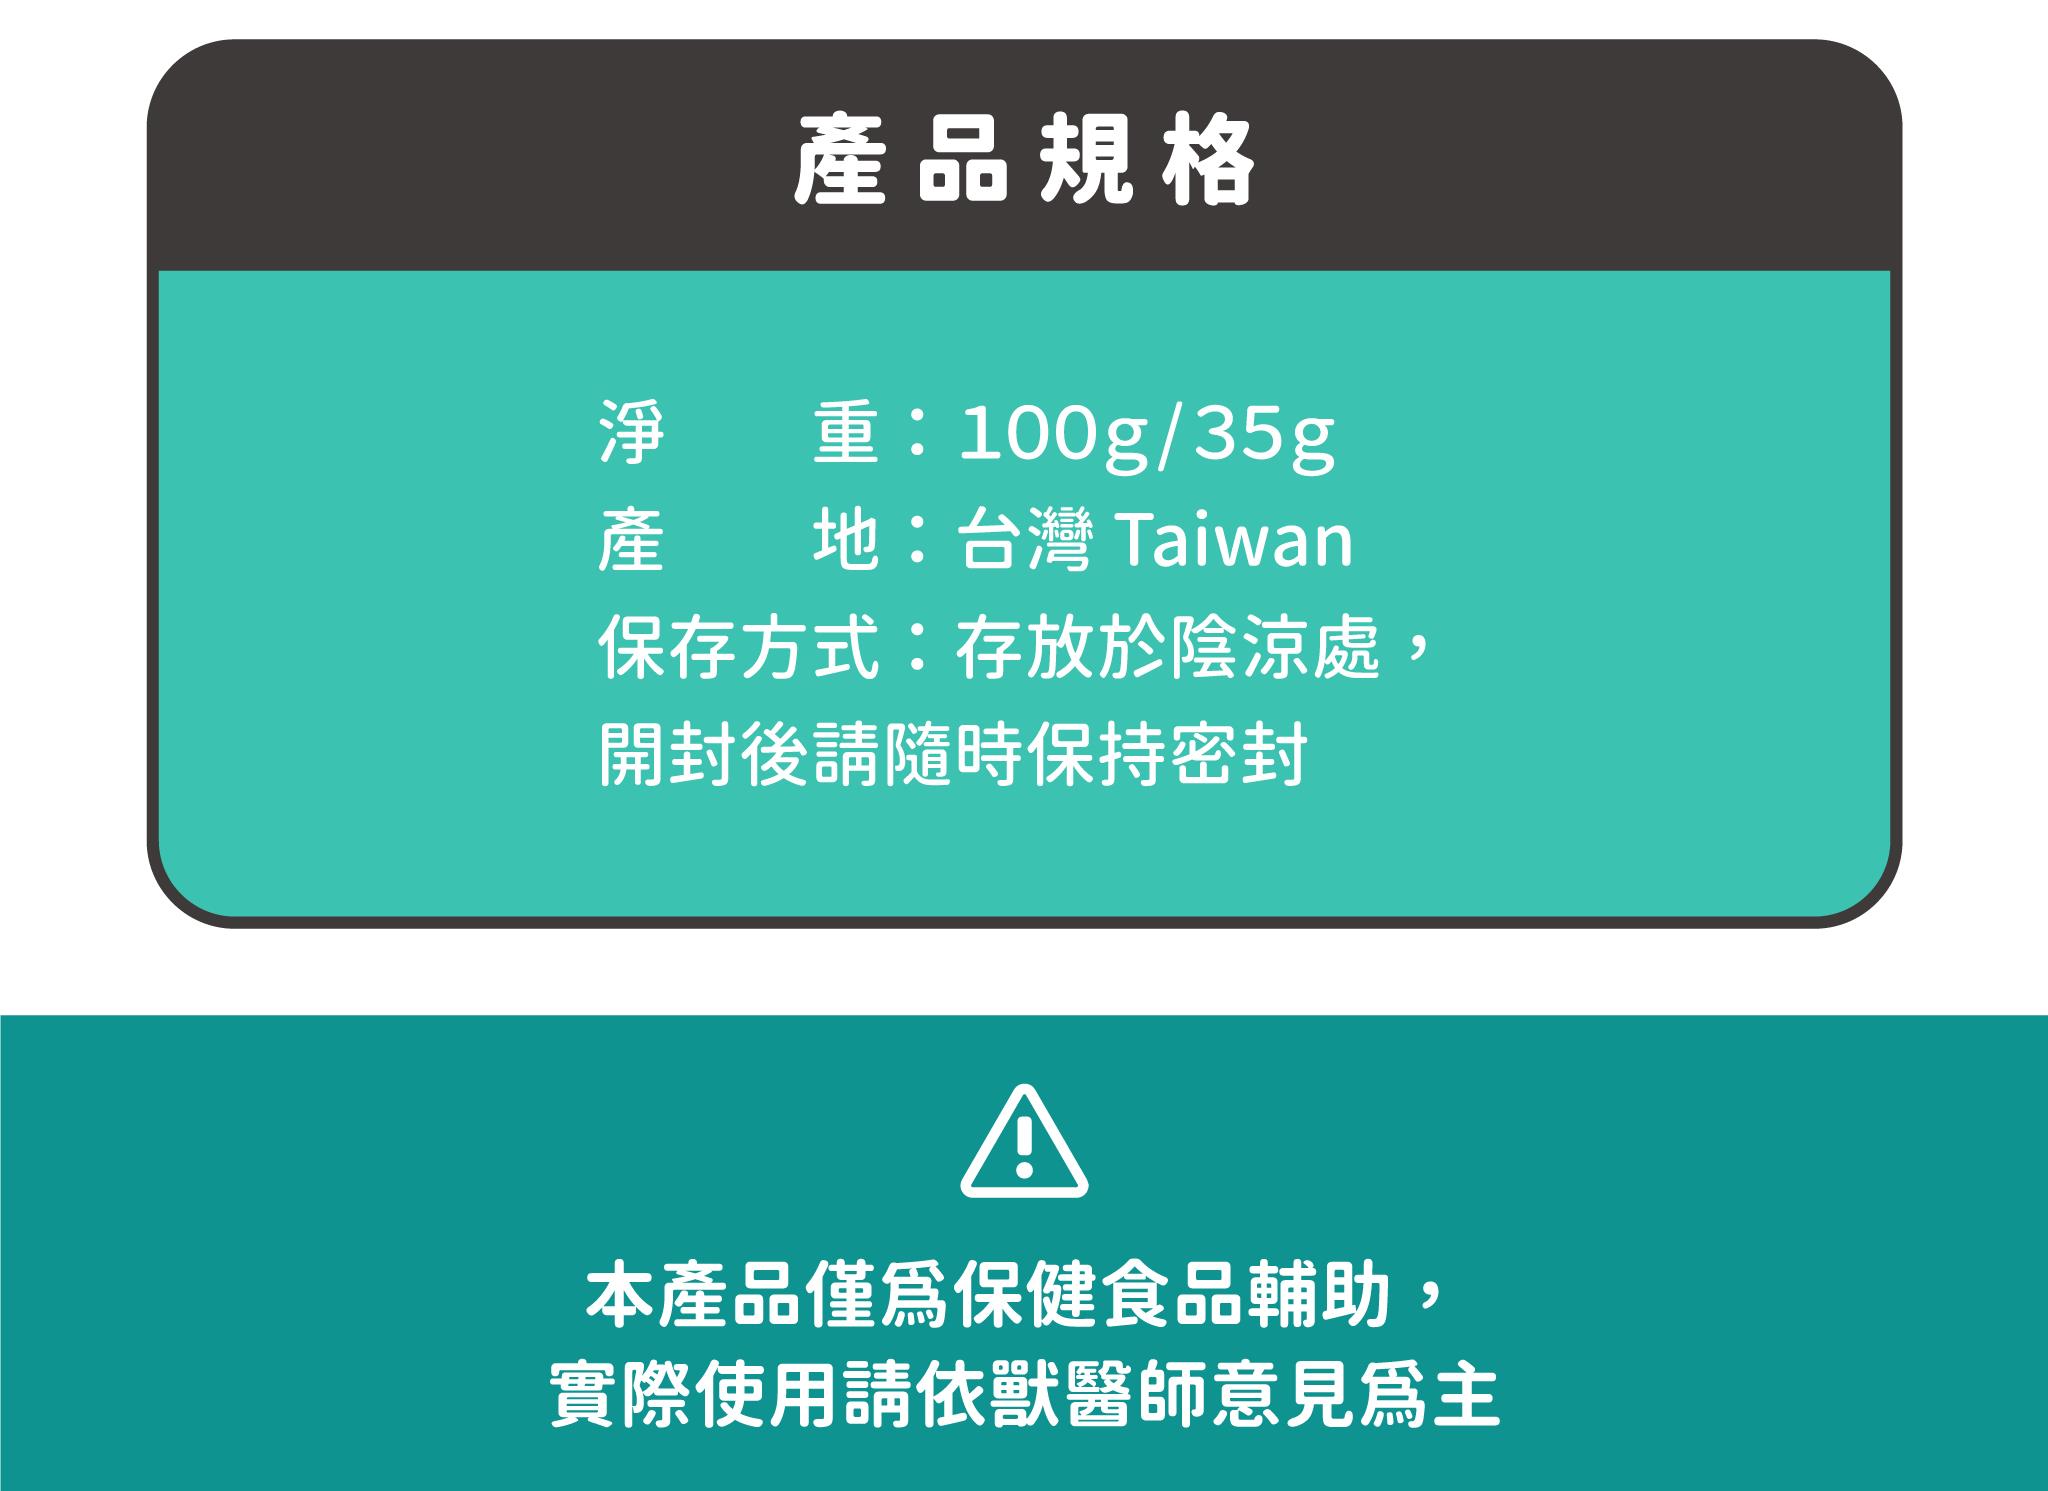 產品規格
淨　　重：100g/35g
產　　地：台灣 Taiwan
保存方式：存放於陰涼處，
開封後請隨時保持密封
本產品僅爲保健食品輔助，
實際使用請依獸醫師意見爲主